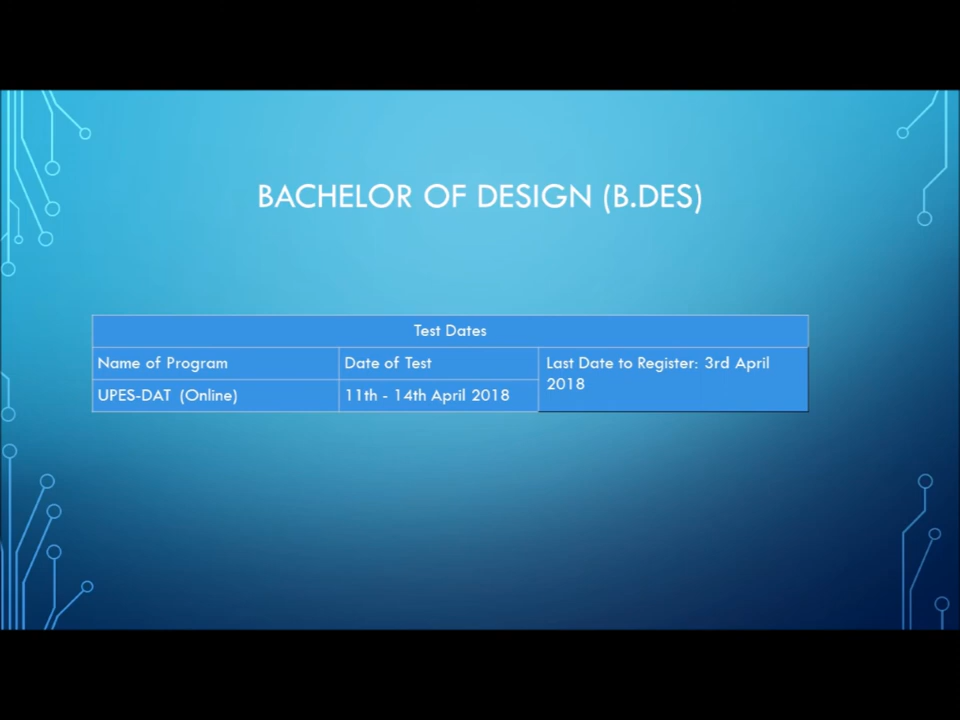 BACHELOR OF DESIGN (B.DES)
Test Dates
Name of Program
Date of Test
Last Date to Register: 3rd April
2018
UPES-DAT (Online)
11th - 14th April 2018